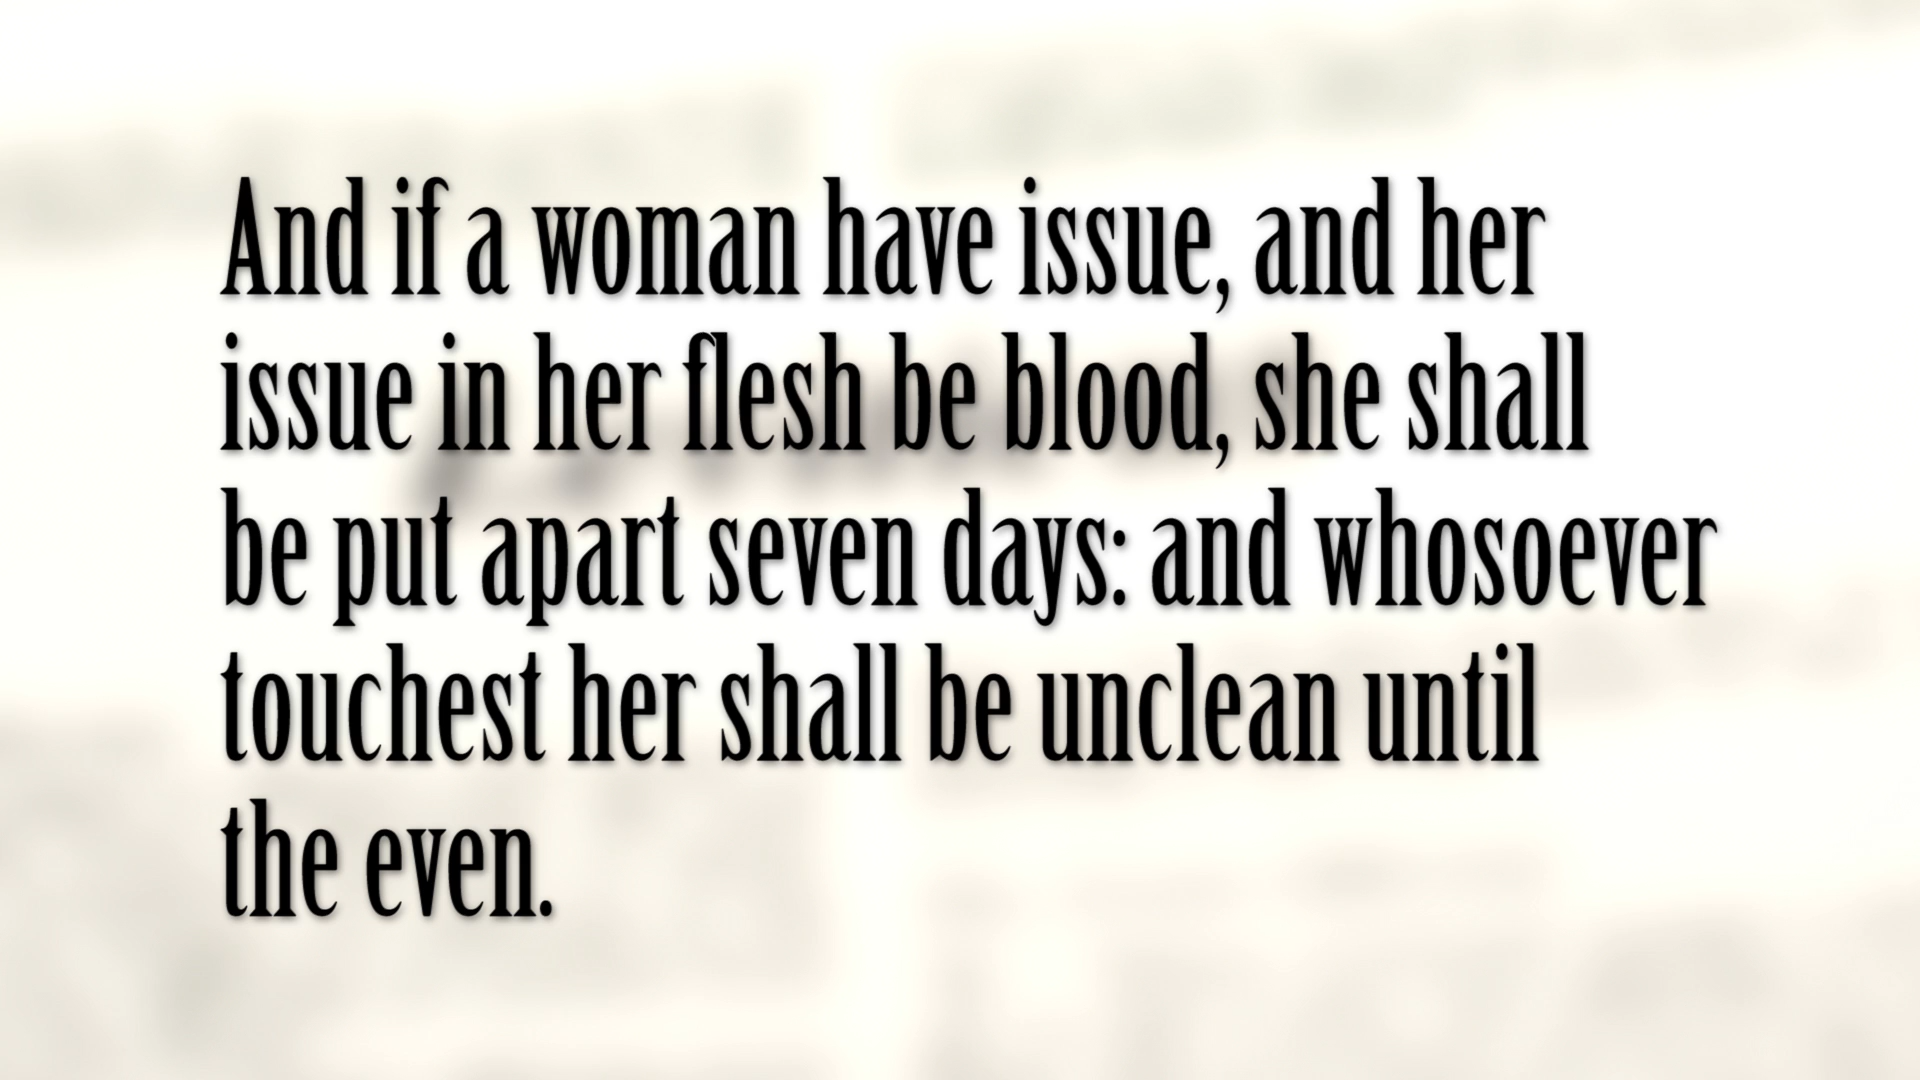 And if a woman have issue, and her
issue in her flesh be blood, she shall
be put apart seven days: and whosoever
touchest her shall be unclean until
the even.